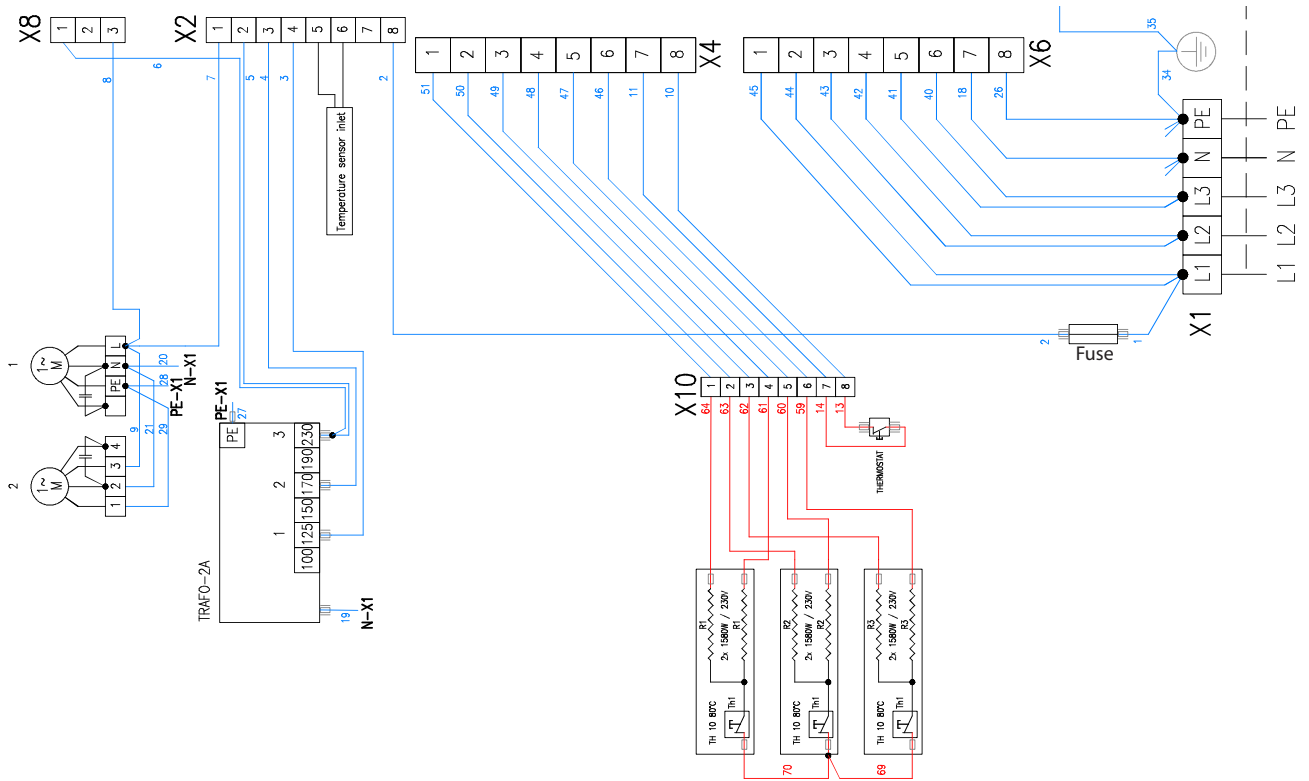 X8
1
2
3
X2
1
2
3
4
5
6
7
8
8
6
7
5
4
3
2
Temperature sensor inlet
1
2
3
4
5
6
7
8
X4
51
50
49
48
47
46
11
10
1
2
3
4
5
6
7
8
X6
45
44
43
42
41
40
18
26
35
34
PE
N
L3
L2
L1
X1
PE
N
L3
L2
L1
2
1
Fuse
1
1~
M
L
N
PE
20
28
N-X1
PE-X1
9
21
29
2
1~
M
4
3
2
1
PE-X1
27
PE
3
2
1
230
190
170
150
125
100
TRAFO-2A
19
N-X1
X10
1
2
3
4
5
6
7
8
64
63
62
61
60
59
14
13
THERMOSTAT
R1
2x 1580W / 230V
R1
TH 10 80°C
Th1
R2
2x 1580W / 230V
R2
TH 10 80°C
Th1
R3
2x 1580W / 230V
R3
TH 10 80°C
Th1
70
69